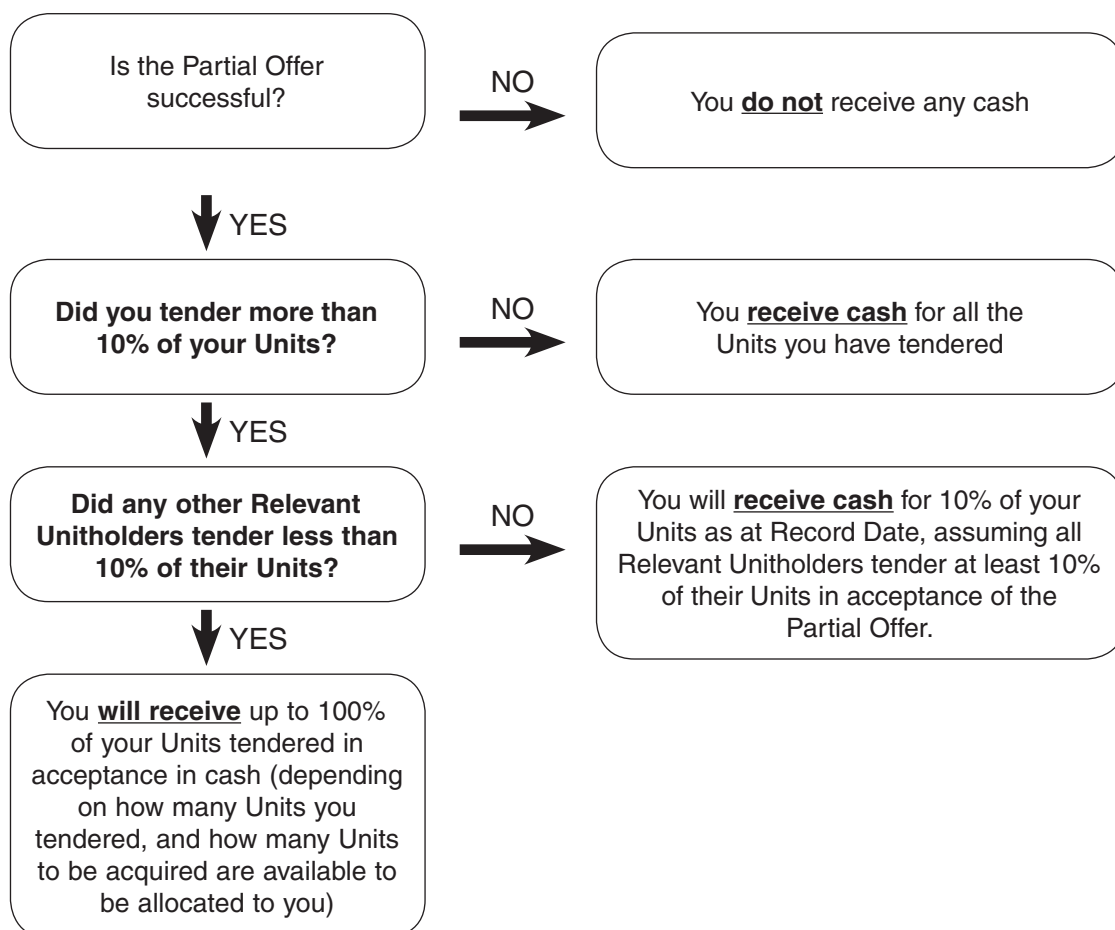 Is the Partial Offer
successful?
NO
You do not receive any cash
YES
Did you tender more than
10% of your Units?
NO
You receive cash for all the
Units you have tendered
YES
Did any other Relevant
Unitholders tender less than
10% of their Units?
NO
You will receive cash for 10% of your
Units as at Record Date, assuming all
Relevant Unitholders tender at least 10%
of their Units in acceptance of the
Partial Offer.
YES
You will receive up to 100%
of your Units tendered in
acceptance in cash (depending
on how many Units you
tendered, and how many Units
to be acquired are available to
be allocated to you)